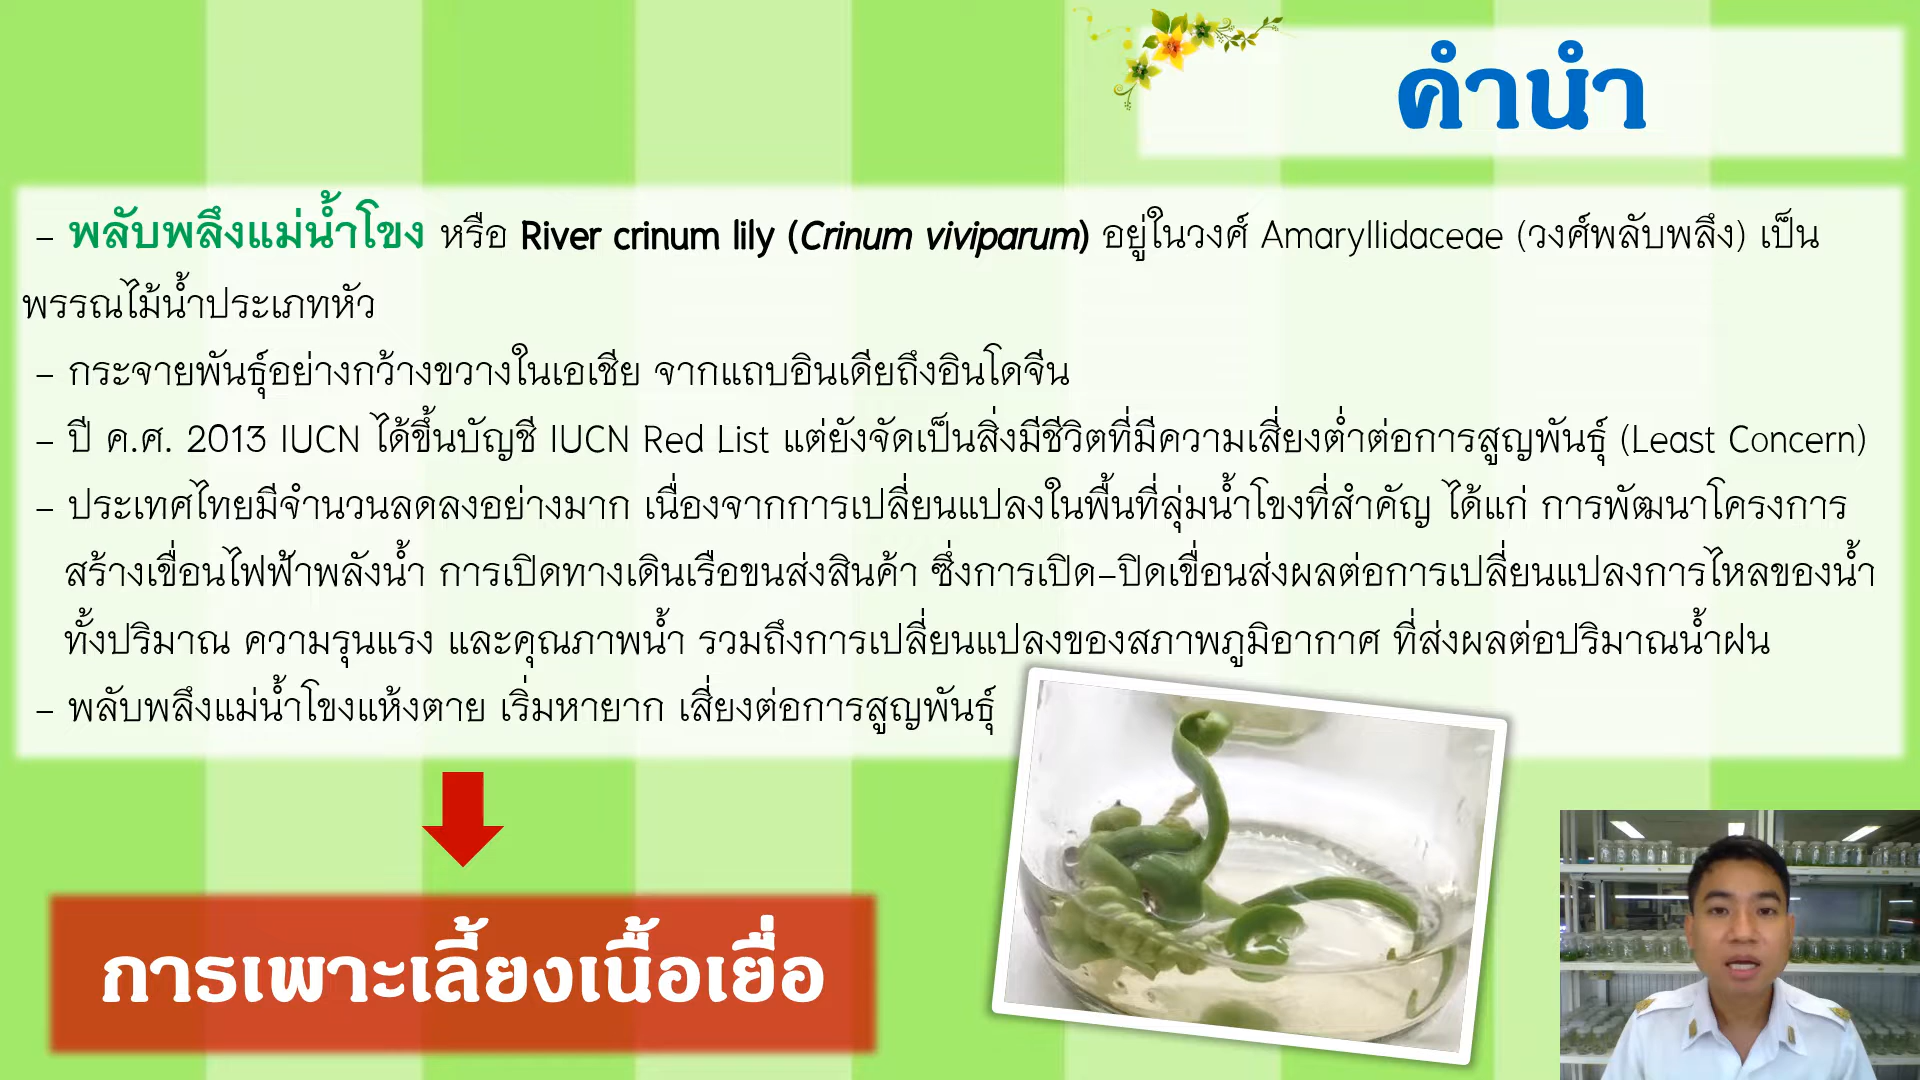 คำนำ
- พลับพลึงแม่น้ำโขง หรือ River crinum lily (Crinum viviparum) อยู่ในวงศ์ Amaryllidaceae (วงศ์พลับพลึง) เป็น
พรรณไม้น้ำประเภทหัว
- กระจายพันธุ์อย่างกว้างขวางในเอเชีย จากแถบอินเดียถึงอินโดจีน
- ปี ค.ศ. 2013 IUCN ได้ขึ้นบัญชี IUCN Red List แต่ยังจัดเป็นสิ่งมีชีวิตที่มีความเสี่ยงต่ำต่อการสูญพันธุ์ (Least Concern)
- ประเทศไทยมีจำนวนลดลงอย่างมาก เนื่องจากการเปลี่ยนแปลงในพื้นที่ลุ่มน้ำโขงที่สำคัญ ได้แก่ การพัฒนาโครงการ
สร้างเขื่อนไฟฟ้าพลังน้ำ การเปิดทางเดินเรือขนส่งสินค้า ซึ่งการเปิด-ปิดเขื่อนส่งผลต่อการเปลี่ยนแปลงการไหลของน้ำ
ทั้งปริมาณ ความรุนแรง และคุณภาพน้ำ รวมถึงการเปลี่ยนแปลงของสภาพภูมิอากาศ ที่ส่งผลต่อปริมาณน้ำฝน
- พลับพลึงแม่น้ำโขงแห้งตาย เริ่มหายาก เสี่ยงต่อการสูญพันธุ์
การเพาะเลี้ยงเนื้อเยื่อ